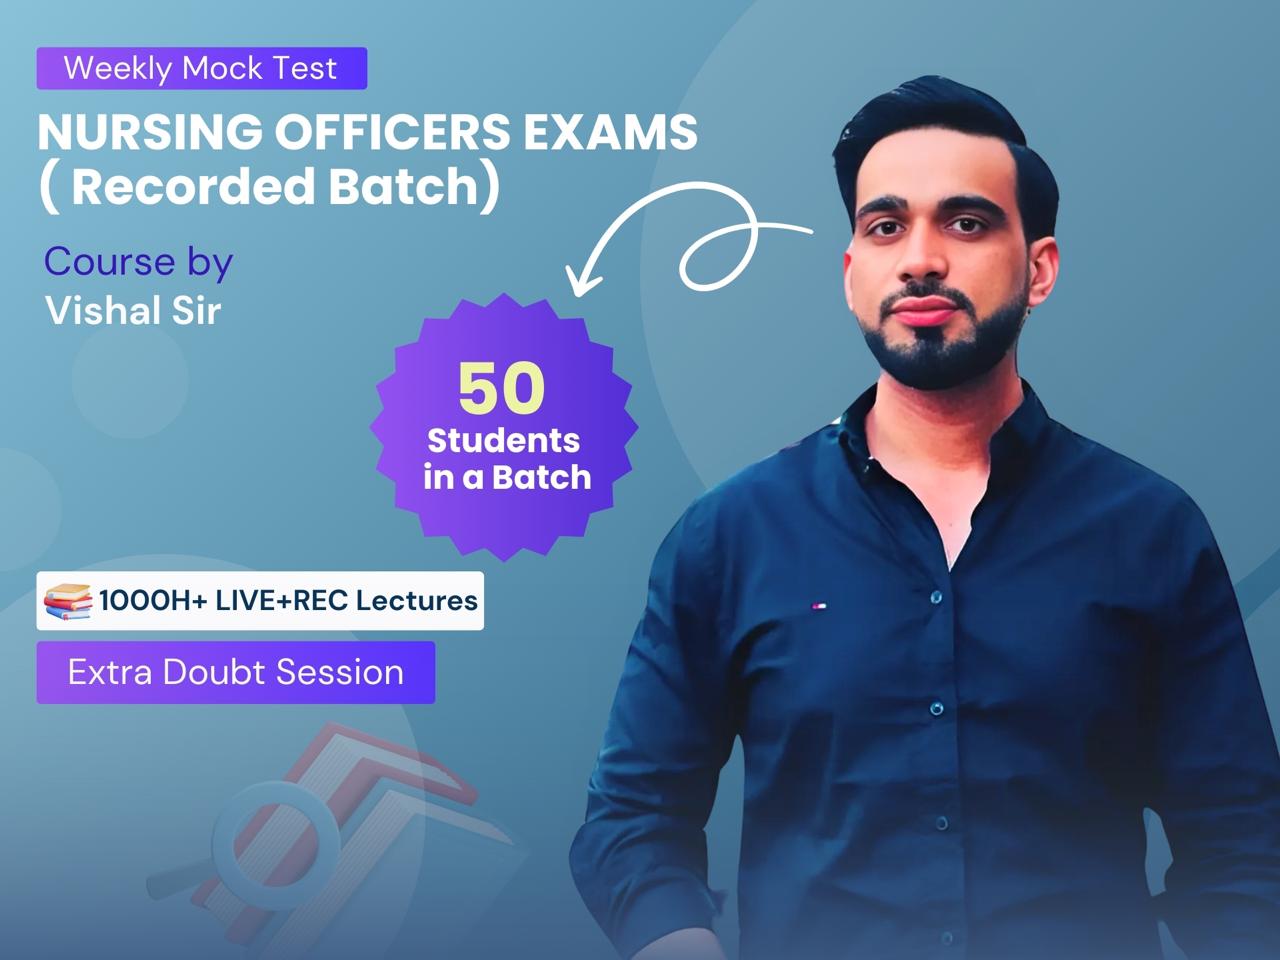 Weekly Mock Test
NURSING OFFICERS EXAMS
( Recorded Batch)
Course by
Vishal Sir
50
Students
in a Batch
1000H+ LIVE+REC Lectures
Extra Doubt Session